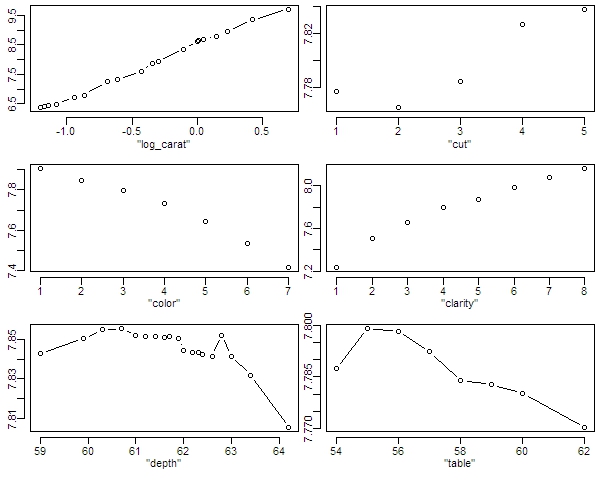 9.5
8.5
7.5
6.5
-1.0 -0.5 0.0 0.5
"log_carat"
7.82
7.78
1 2 3 4 5
"cut"
7.8
7.6
7.4
1 2 3 4 5 6 7
"color"
8.0
7.6
7.2
1 2 3 4 5 6 7 8
"clarity"
7.85
7.83
7.81
59 60 61 62 63 64
"depth"
7.800
7.785
7.770
54 56 58 60 62
"table"